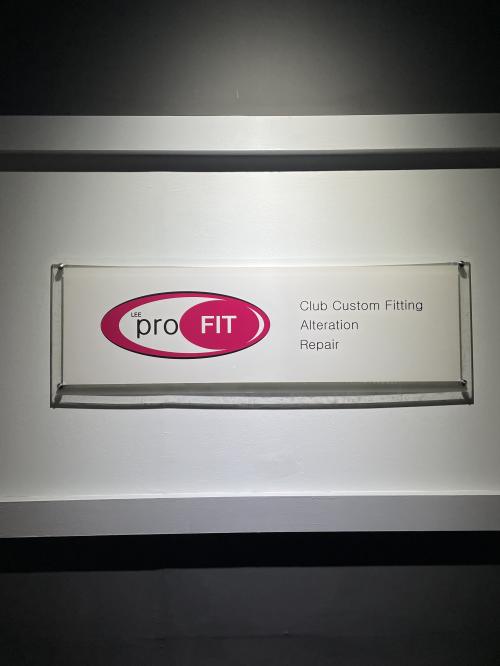 LEE
pro FIT
Club Custom Fitting
Alteration
Repair